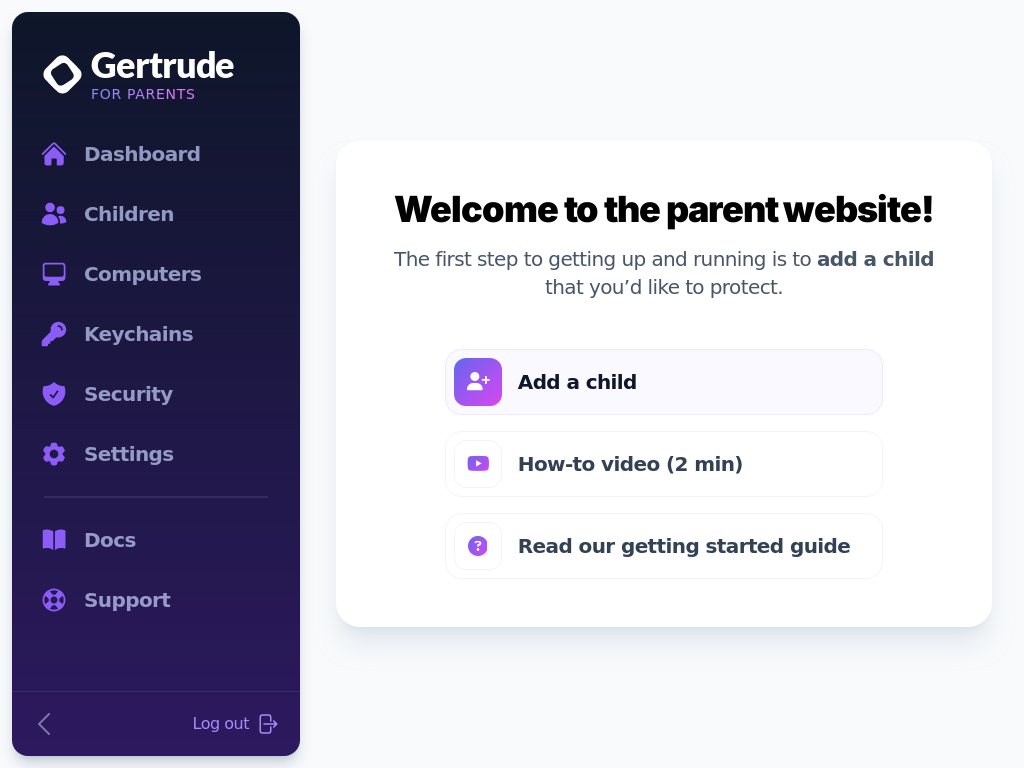 Gertrude
FOR PARENTS
Dashboard
Children
Computers
Keychains
Security
Settings
Docs
Support
Log out
Welcome to the parent website!
The first step to getting up and running is to add a child
that you’d like to protect.
Add a child
How-to video (2 min)
Read our getting started guide